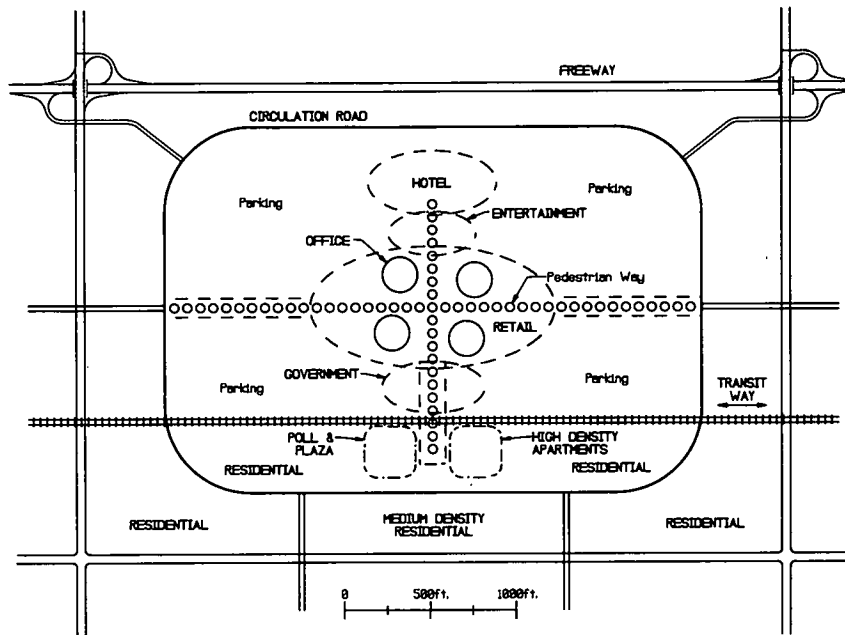 FREEWAY
CIRCULATION ROAD
HOTEL
Parking
Parking
ENTERTAINMENT
OFFICE
Pedestrian Way
RETAIL
GOVERNMENT
Parking
Parking
TRANSIT
WAY
POLL &
PLAZA
HIGH DENSITY
APARTMENTS
RESIDENTIAL
RESIDENTIAL
RESIDENTIAL
MEDIUM DENSITY
RESIDENTIAL
RESIDENTIAL
0 500ft. 1000ft.